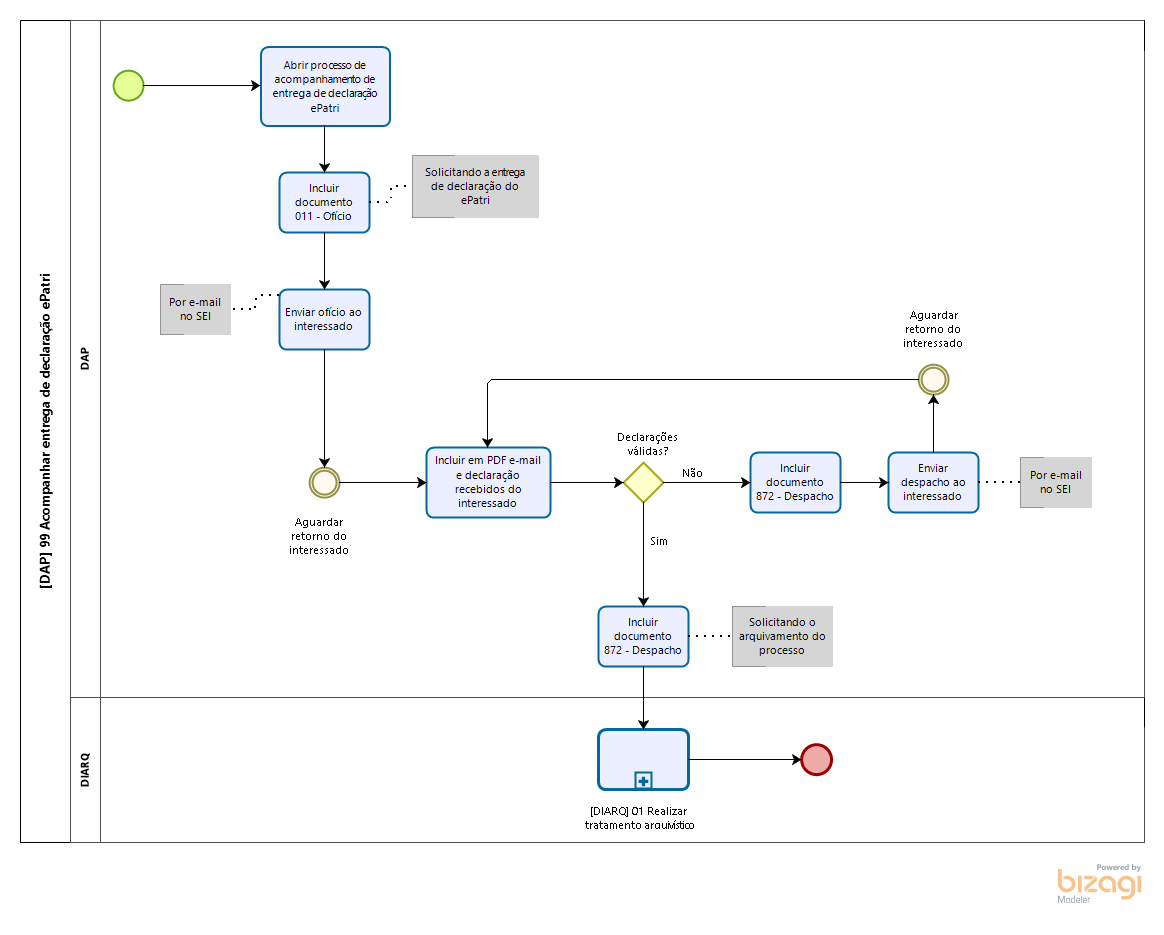 [DAP] 99 Acompanhar entrega de declaração ePatri
DAP
Abrir processo de
acompanhamento de
entrega de declaração
ePatri
Incluir
documento
011 - Ofício
Solicitando a entrega
de declaração do
ePatri
Por e-mail
no SEI
Enviar ofício ao
interessado
Aguardar
retorno do
interessado
Aguardar
retorno do
interessado
Incluir em PDF e-mail
e declaração
recebidos do
interessado
Declarações
válidas?
Não
Incluir
documento
872 - Despacho
Enviar
despacho ao
interessado
Por e-mail
no SEI
Sim
Incluir
documento
872 - Despacho
Solicitando o
arquivamento do
processo
DIARQ
[DIARQ] 01 Realizar
tratamento arquivístico
Powered by
bizagi
Modeler